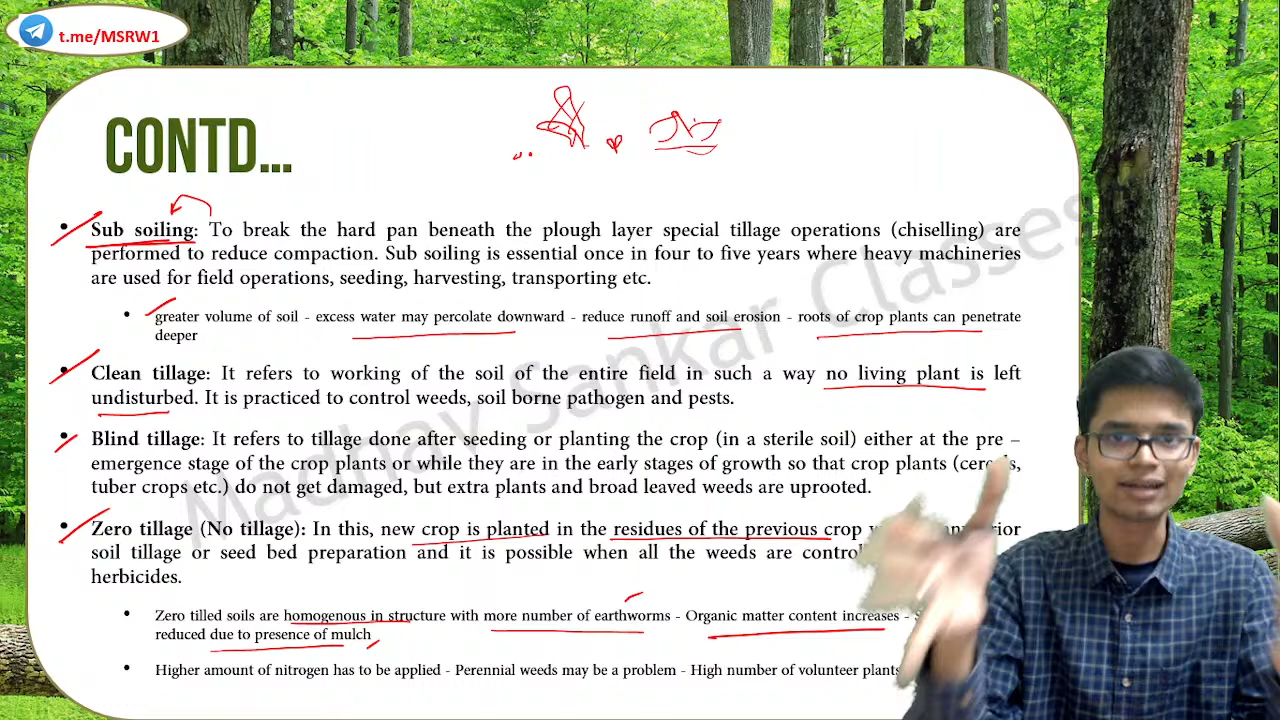 t.me/MSRW1
CONTD...
• Sub soiling: To break the hard pan beneath the plough layer special tillage operations (chiselling) are
performed to reduce compaction. Sub soiling is essential once in four to five years where heavy machineries
are used for field operations, seeding, harvesting, transporting etc.
• greater volume of soil - excess water may percolate downward - reduce runoff and soil erosion - roots of crop plants can penetrate
deeper
• Clean tillage: It refers to working of the soil of the entire field in such a way no living plant is left
undisturbed. It is practiced to control weeds, soil borne pathogen and pests.
• Blind tillage: It refers to tillage done after seeding or planting the crop (in a sterile soil) either at the pre –
emergence stage of the crop plants or while they are in the early stages of growth so that crop plants
tuber crops etc.) do not get damaged, but extra plants and broad leaved weeds are uprooted.
• Zero tillage (No tillage): In this, new crop is planted in the residues of the previous crop
soil tillage or seed bed preparation and it is possible when all the weeds are
herbicides.
• Zero tilled soils are homogenous in structure with more number of earthworms - Organic matter content increases -
reduced due to presence of mulch
• Higher amount of nitrogen has to be applied - Perennial weeds may be a problem - High number of volunteer plants
Madhav Sankar Classes